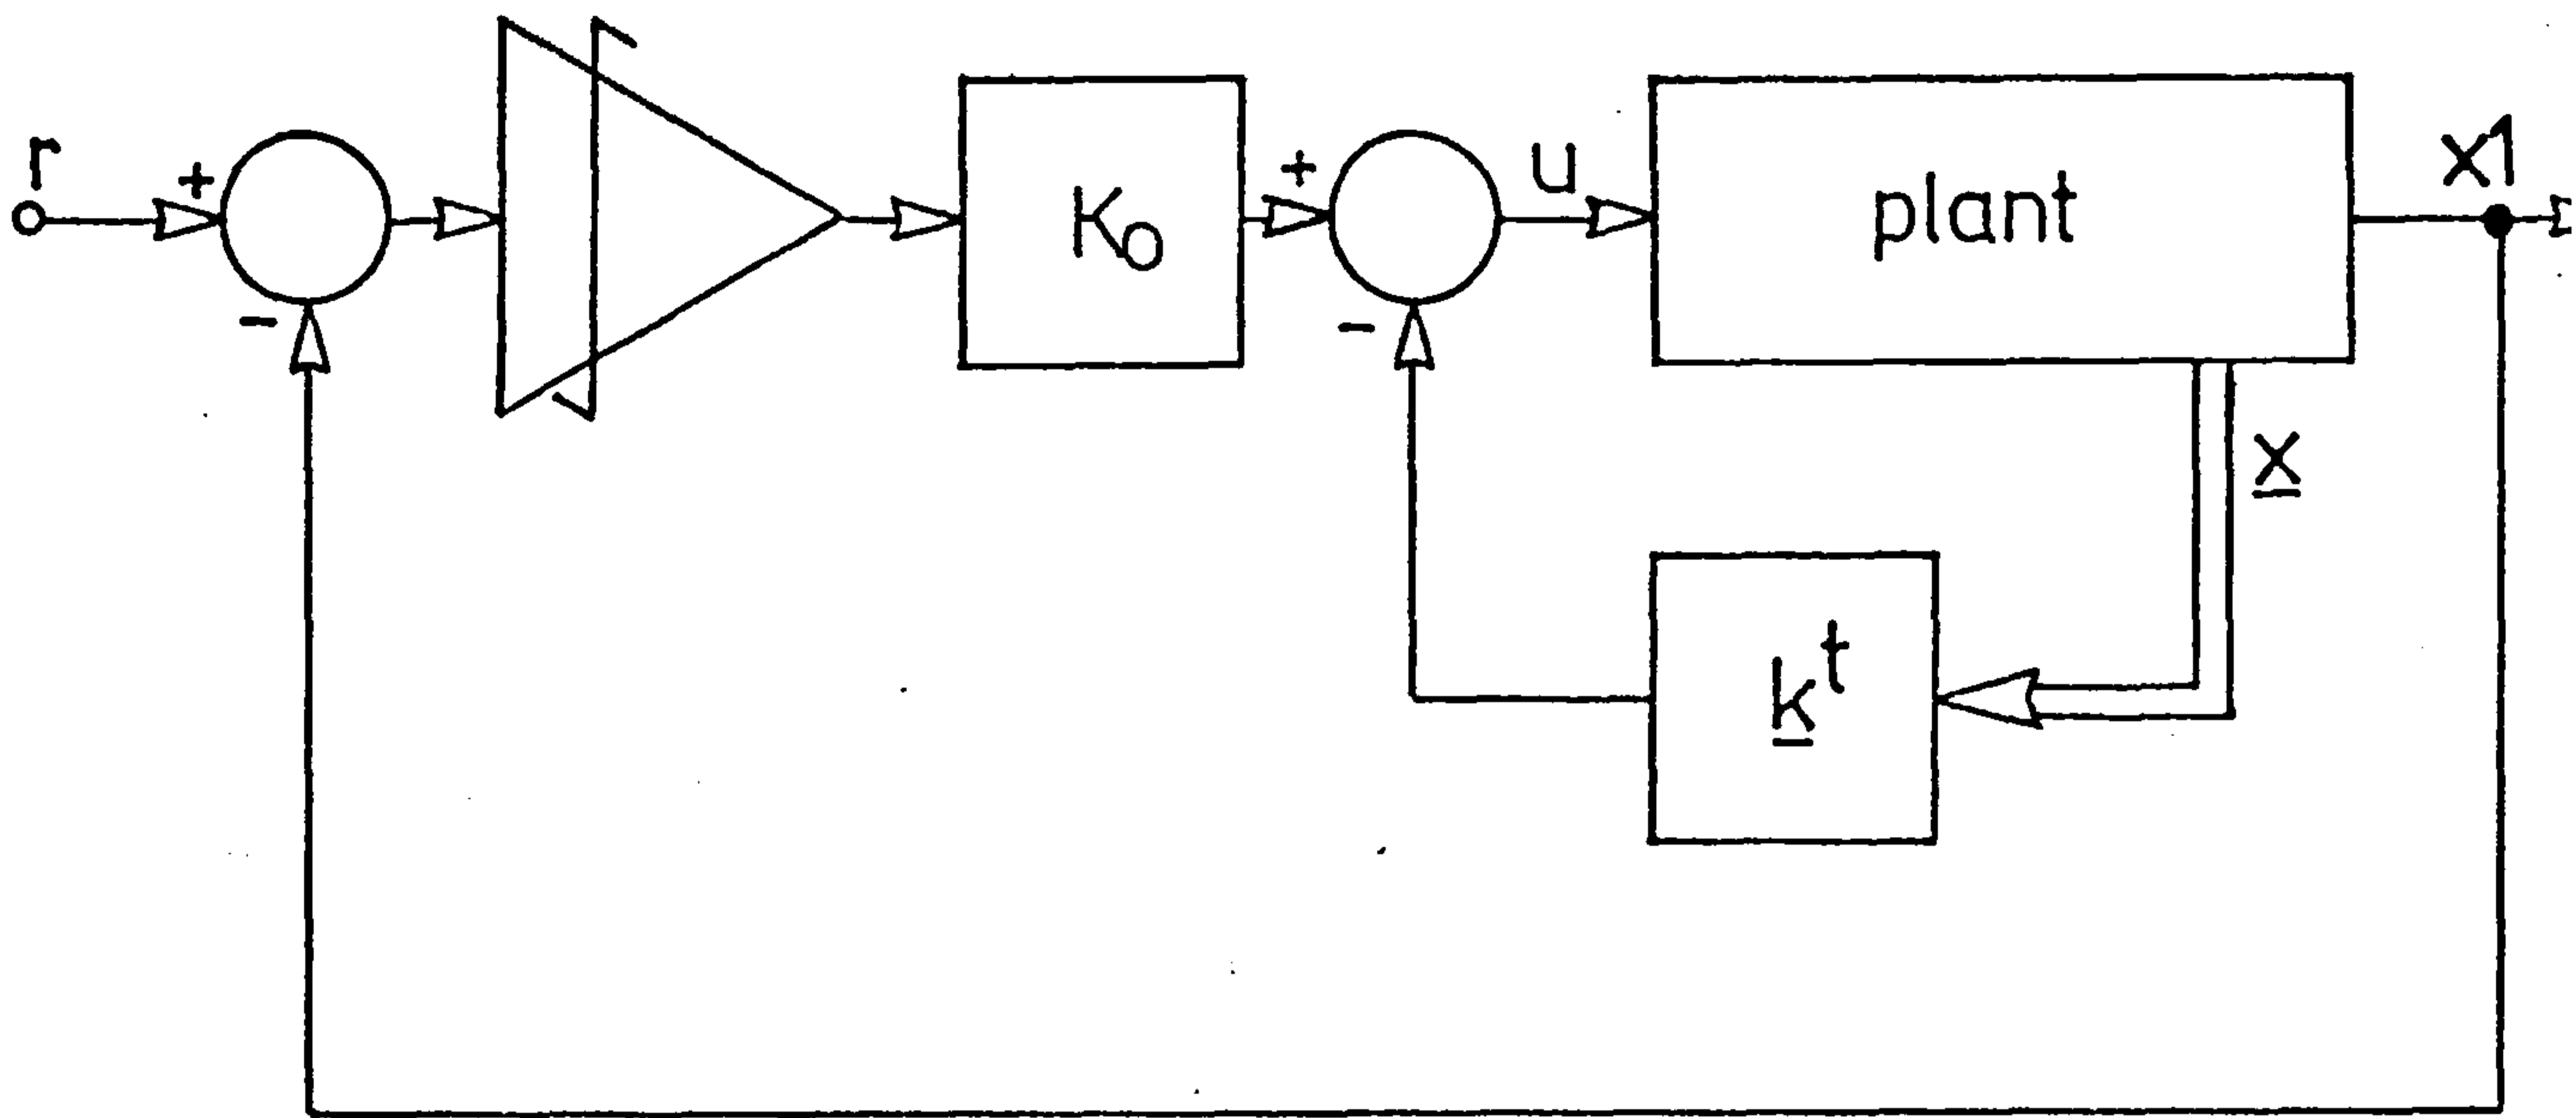 r
+
-
K₀
+
-
u
plant
x1
x
kᵗ